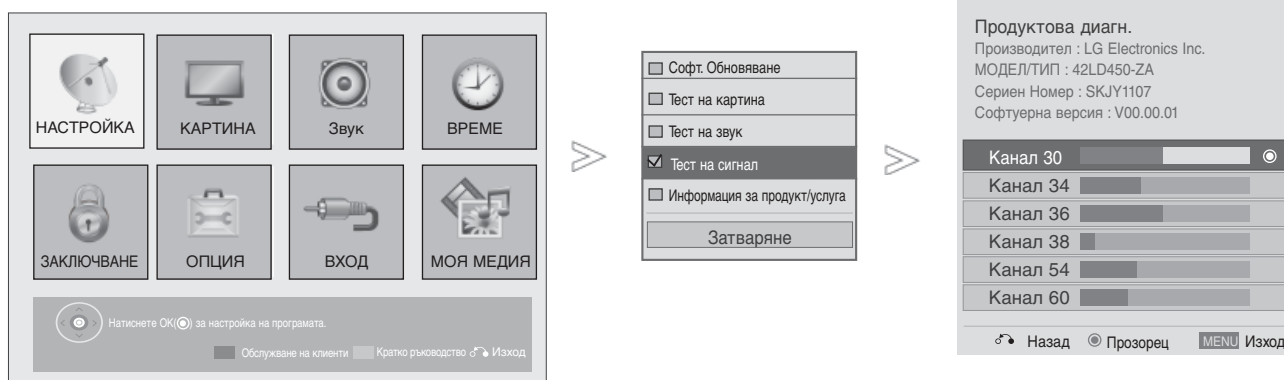 НАСТРОЙКА
КАРТИНА
Звук
ВРЕМЕ
ЗАКЛЮЧВАНЕ
ОПЦИЯ
ВХОД
МОЯ МЕДИЯ
Натиснете ОК(◉) за настройка на програмата.
Обслужване на клиенти Кратко ръководство Изход
Софт. Обновяване
Тест на картина
Тест на звук
Тест на сигнал
Информация за продукт/услуга
Затваряне
Продуктова диагн.
Производител : LG Electronics Inc.
МОДЕЛ/ТИП : 42LD450-ZA
Сериен Номер : SKJY1107
Софтуерна версия : V00.00.01
Канал 30
Канал 34
Канал 36
Канал 38
Канал 54
Канал 60
Назад ◉ Прозорец MENU Изход